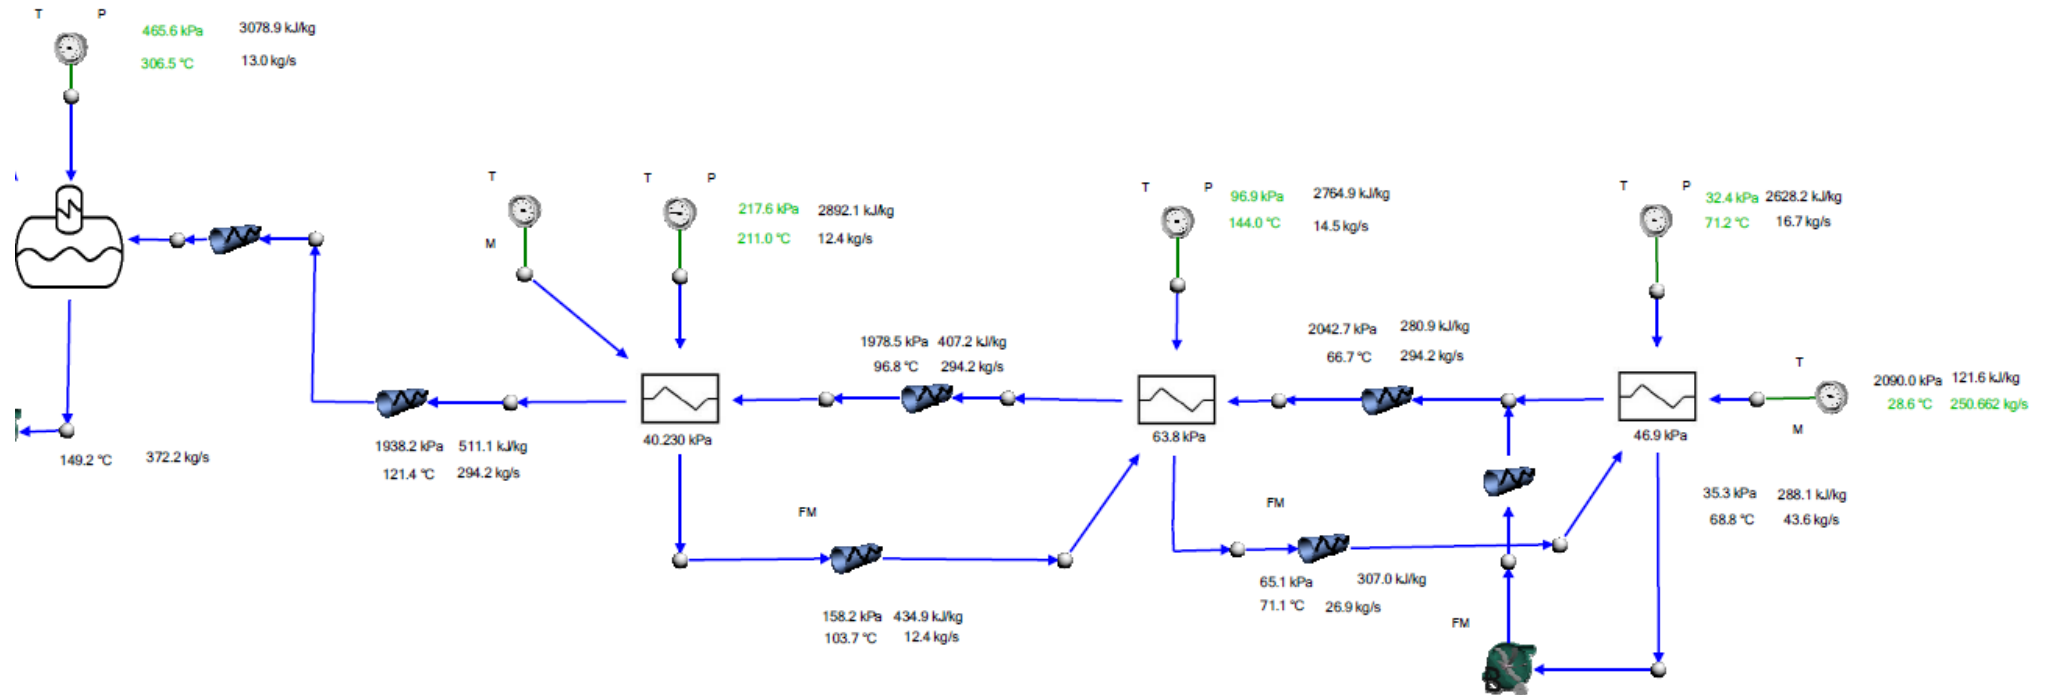 T P
465.6 kPa 3078.9 kJ/kg
306.5 °C 13.0 kg/s
T
M
T P
217.6 kPa 2892.1 kJ/kg
211.0 °C 12.4 kg/s
T P
96.9 kPa 2764.9 kJ/kg
144.0 °C 14.5 kg/s
T P
32.4 kPa 2628.2 kJ/kg
71.2 °C 16.7 kg/s
1978.5 kPa 407.2 kJ/kg
96.8 °C 294.2 kg/s
2042.7 kPa 280.9 kJ/kg
66.7 °C 294.2 kg/s
T
2090.0 kPa 121.6 kJ/kg
28.6 °C 250.662 kg/s
M
40.230 kPa
63.8 kPa
46.9 kPa
149.2 °C 372.2 kg/s
1938.2 kPa 511.1 kJ/kg
121.4 °C 294.2 kg/s
FM
FM
35.3 kPa 288.1 kJ/kg
68.8 °C 43.6 kg/s
158.2 kPa 434.9 kJ/kg
103.7 °C 12.4 kg/s
65.1 kPa 307.0 kJ/kg
71.1 °C 26.9 kg/s
FM